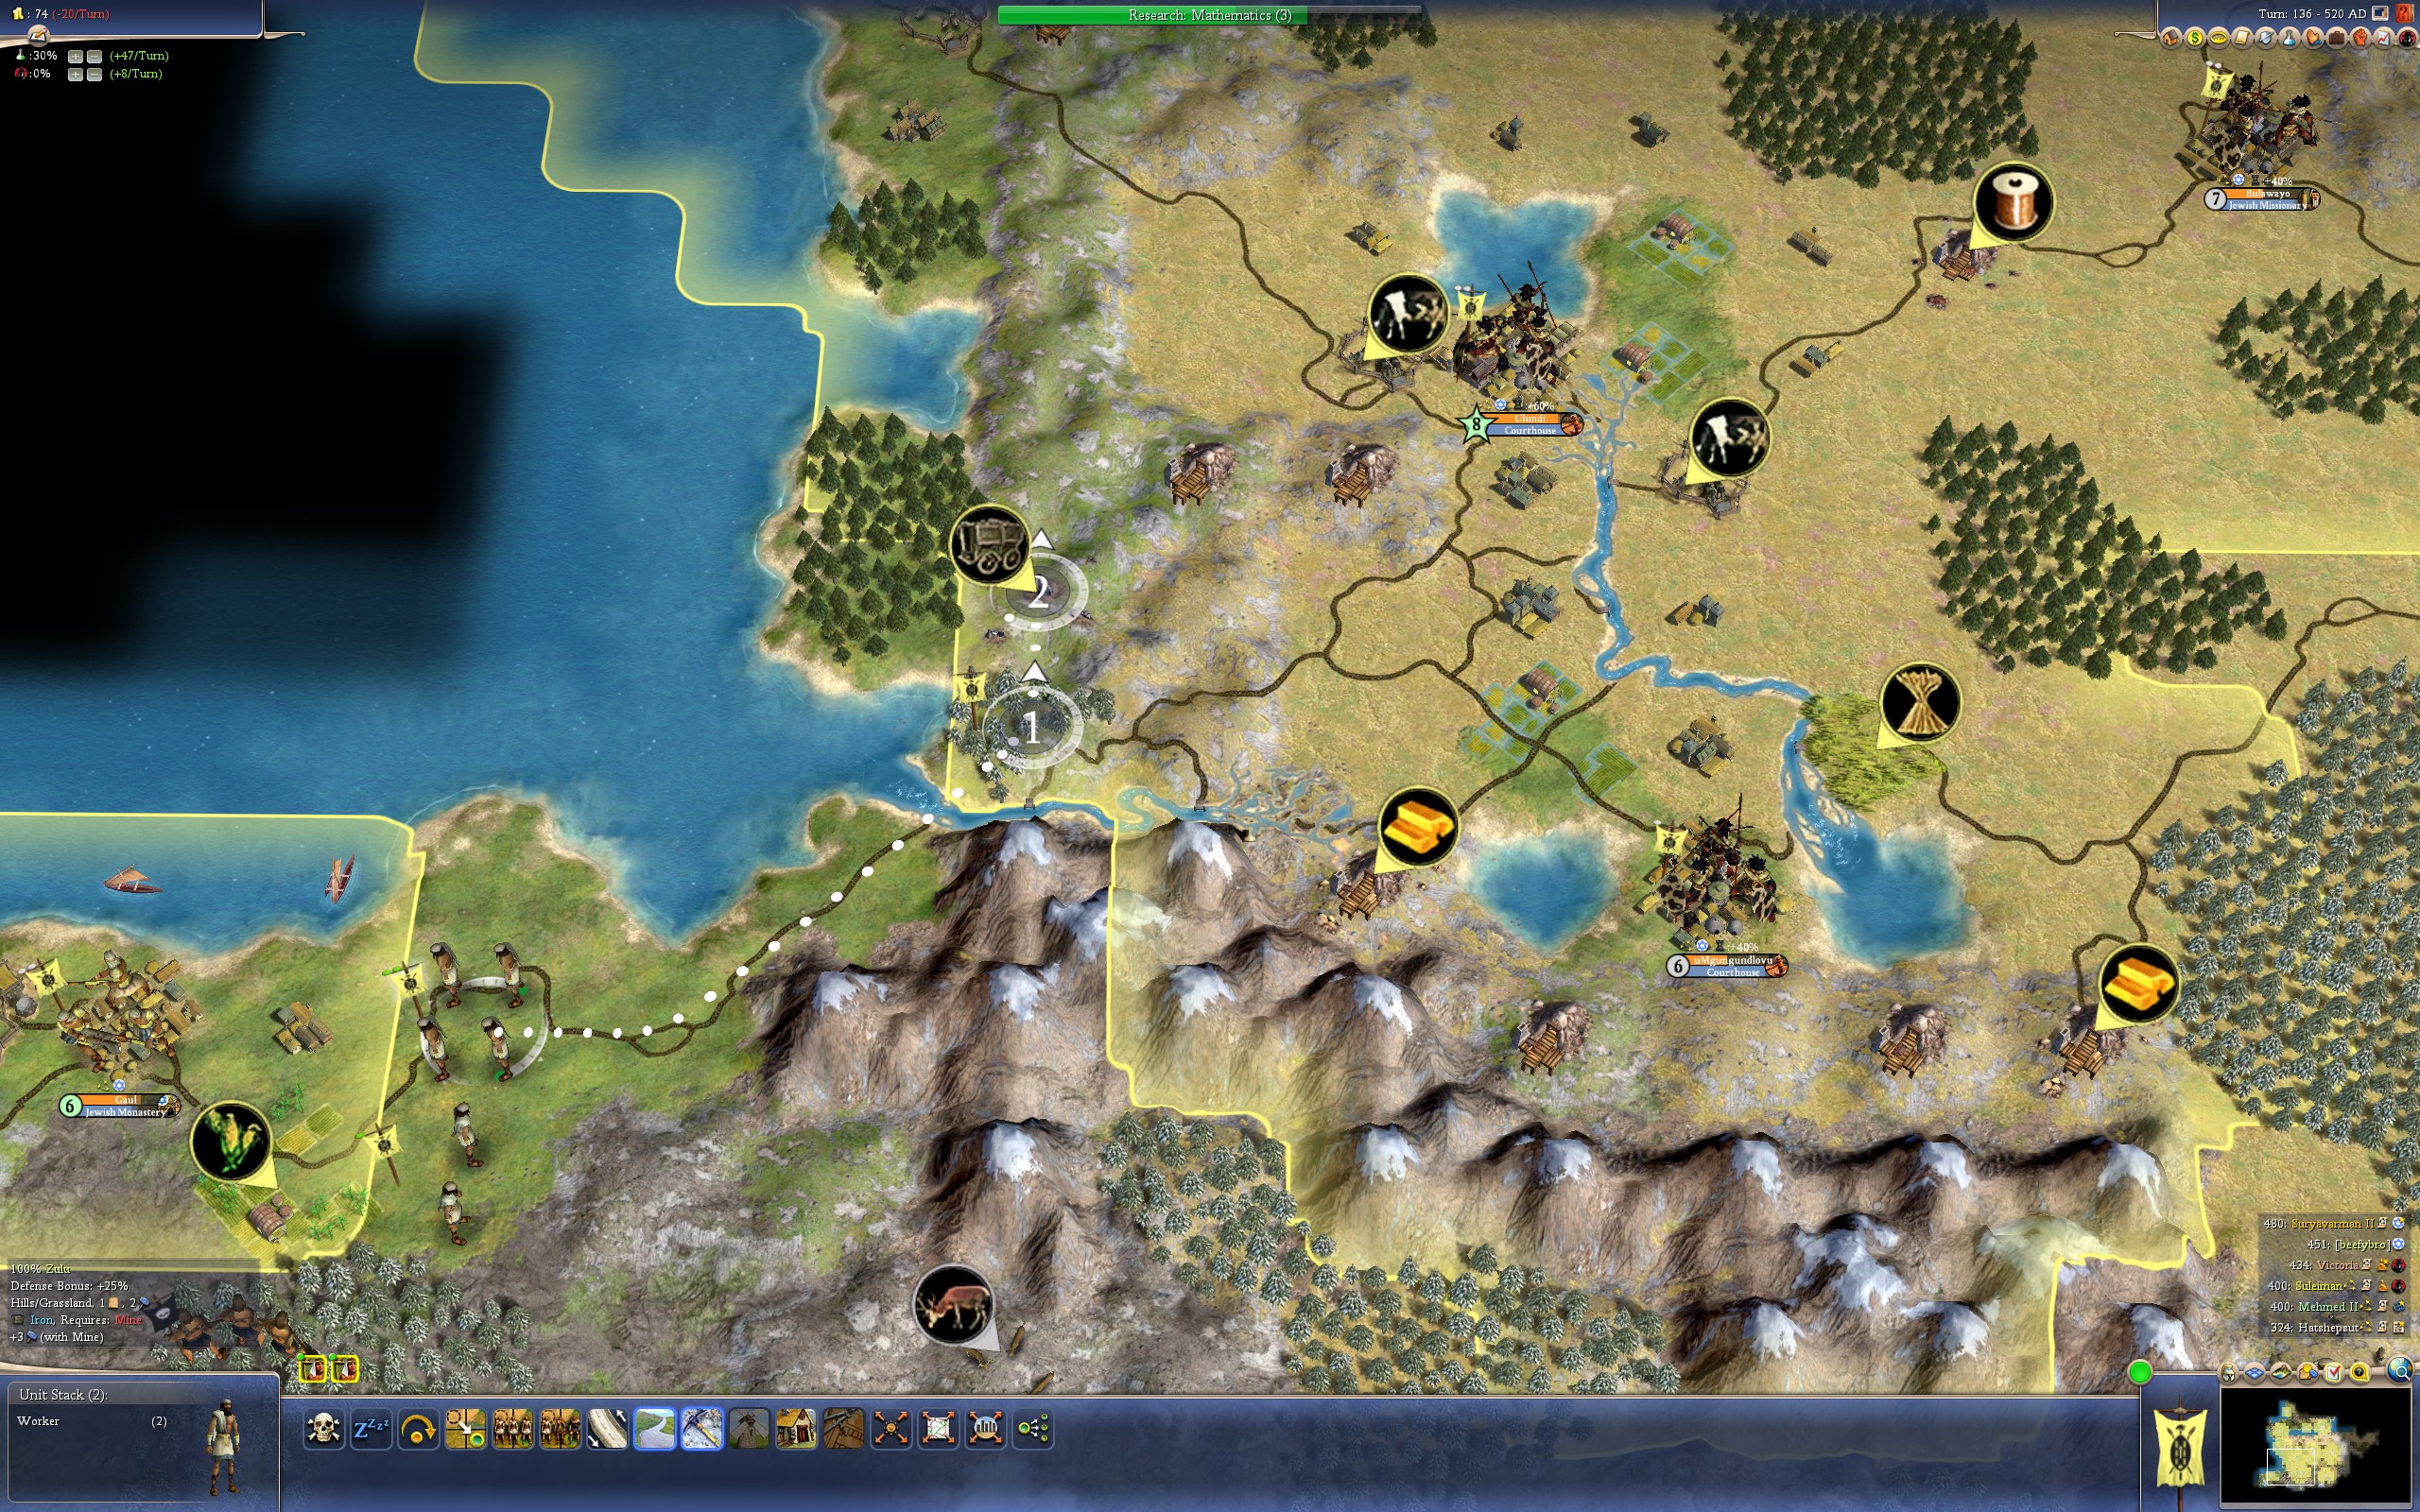 : 74 (-20/Turn)
Research: Mathematics (3)
Turn: 136 - 520 AD
:30% (+47/Turn)
:0% (+8/Turn)
+40%
7 Bulawayo
Jewish Missionary
+60%
8 Ulundi
Courthouse
2
1
+40%
6 uMgungundlovu
Courthouse
6 Gaul
Jewish Monastery
480: Suryavarman II
451: [beefybro]
434: Victoria
400: Suleiman
400: Mehmed II
324: Hatshepsut
100% Zulu
Defense Bonus: +25%
Hills/Grassland, 1 , 2
Iron, Requires: Mine
+3 (with Mine)
Unit Stack (2):
Worker (2)
ZZZzz